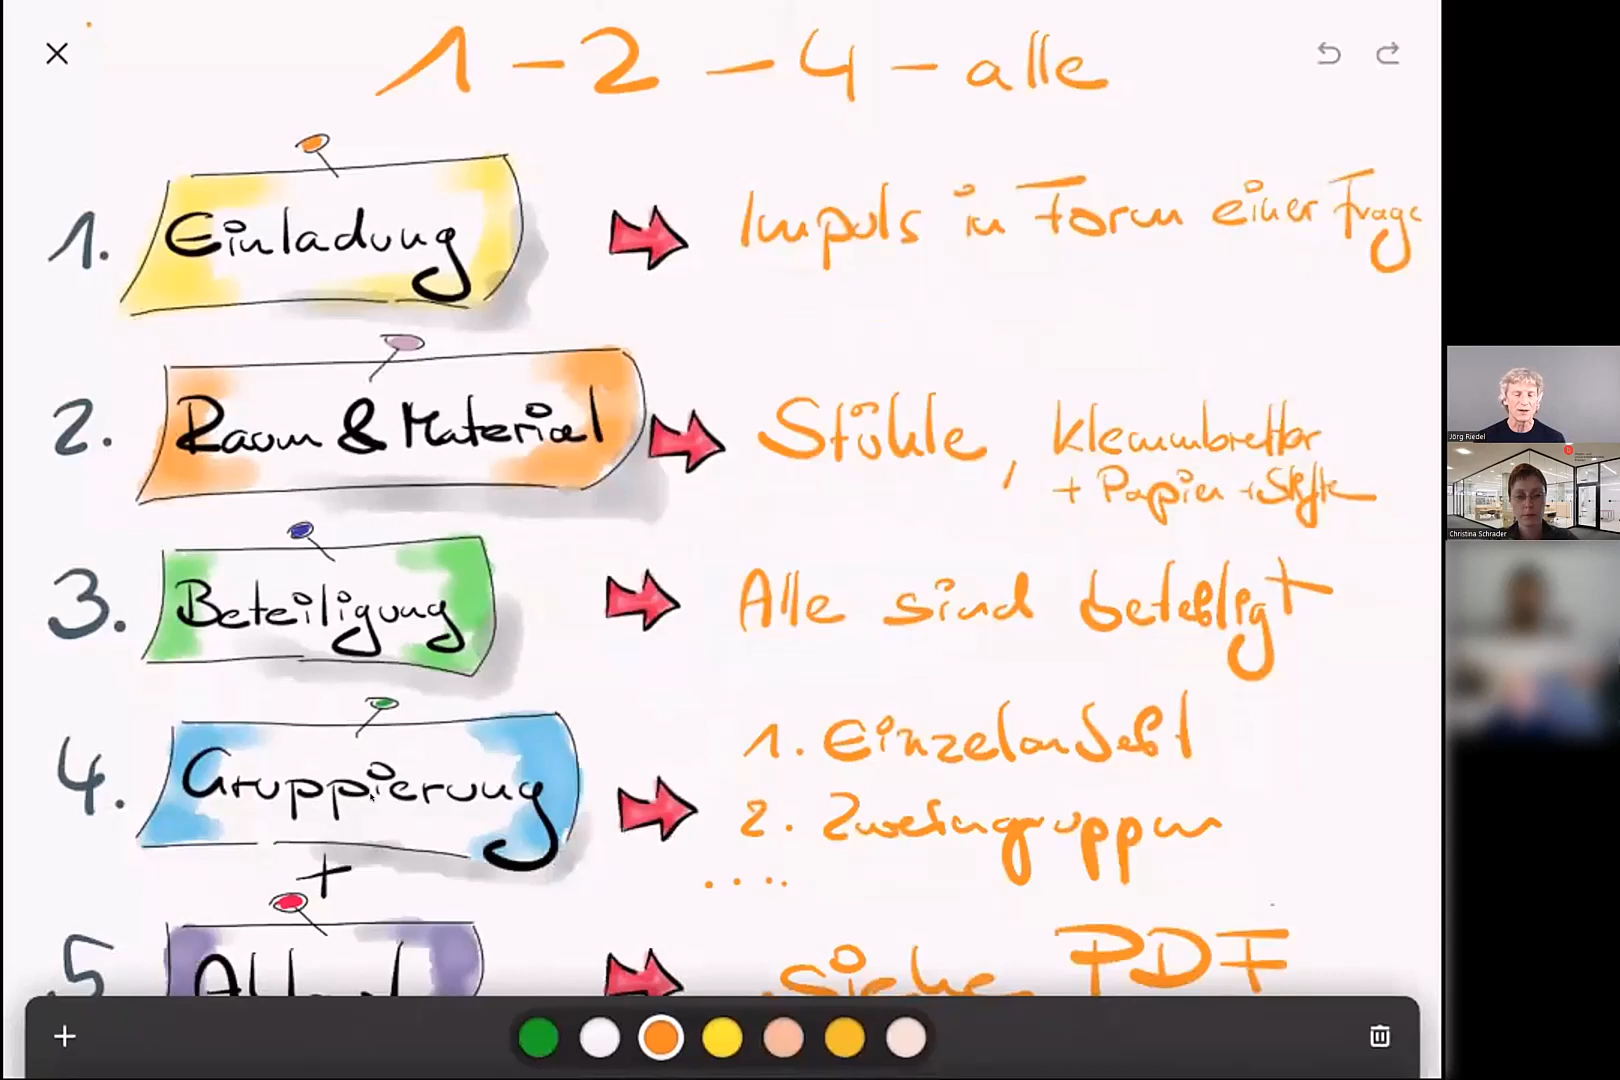 1 - 2 - 4 - alle
1. Einladung
Impuls in Form einer Frage
2. Raum & Material
Stühle, Klemmbretter
+ Papier + Stifte
3. Beteiligung
Alle sind beteiligt
4. Gruppierung
1. Einzelarbeit
2. Zweiergruppen
....
+
5
siehe PDF
Jörg Riedel
Christina Schrader